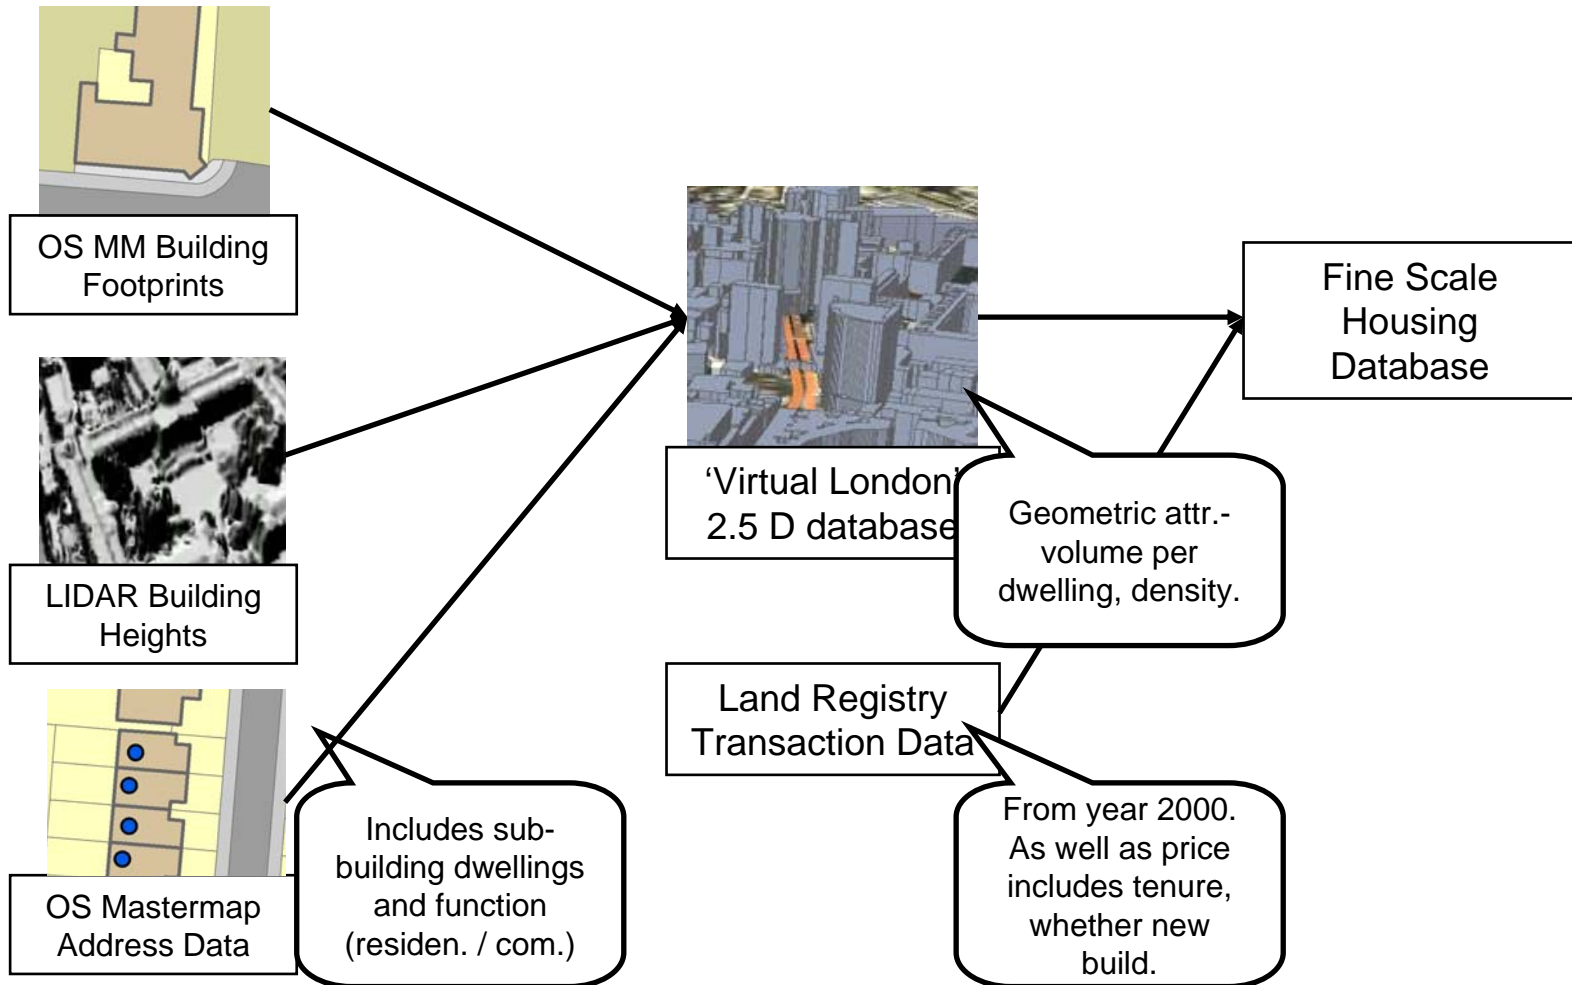 OS MM Building
Footprints
LIDAR Building
Heights
OS Mastermap
Address Data
Includes sub-
building dwellings
and function
(residen. / com.)
‘Virtual London’
2.5 D database
Geometric attr.-
volume per
dwelling, density.
Land Registry
Transaction Data
From year 2000.
As well as price
includes tenure,
whether new
build.
Fine Scale
Housing
Database